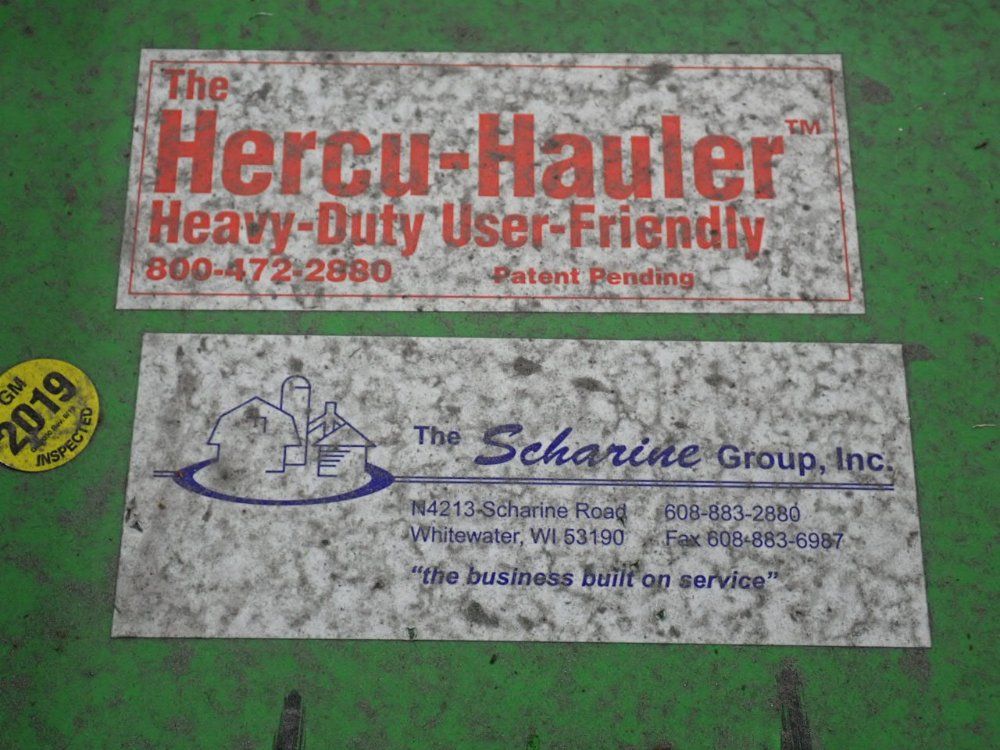 The
Hercu-Hauler™
Heavy-Duty User-Friendly
800-472-2880 Patent Pending
GM
2019
INSPECTED
The Scharine Group, Inc.
N4213 Scharine Road 608-883-2880
Whitewater, WI 53190 Fax 608-883-6987
"the business built on service"